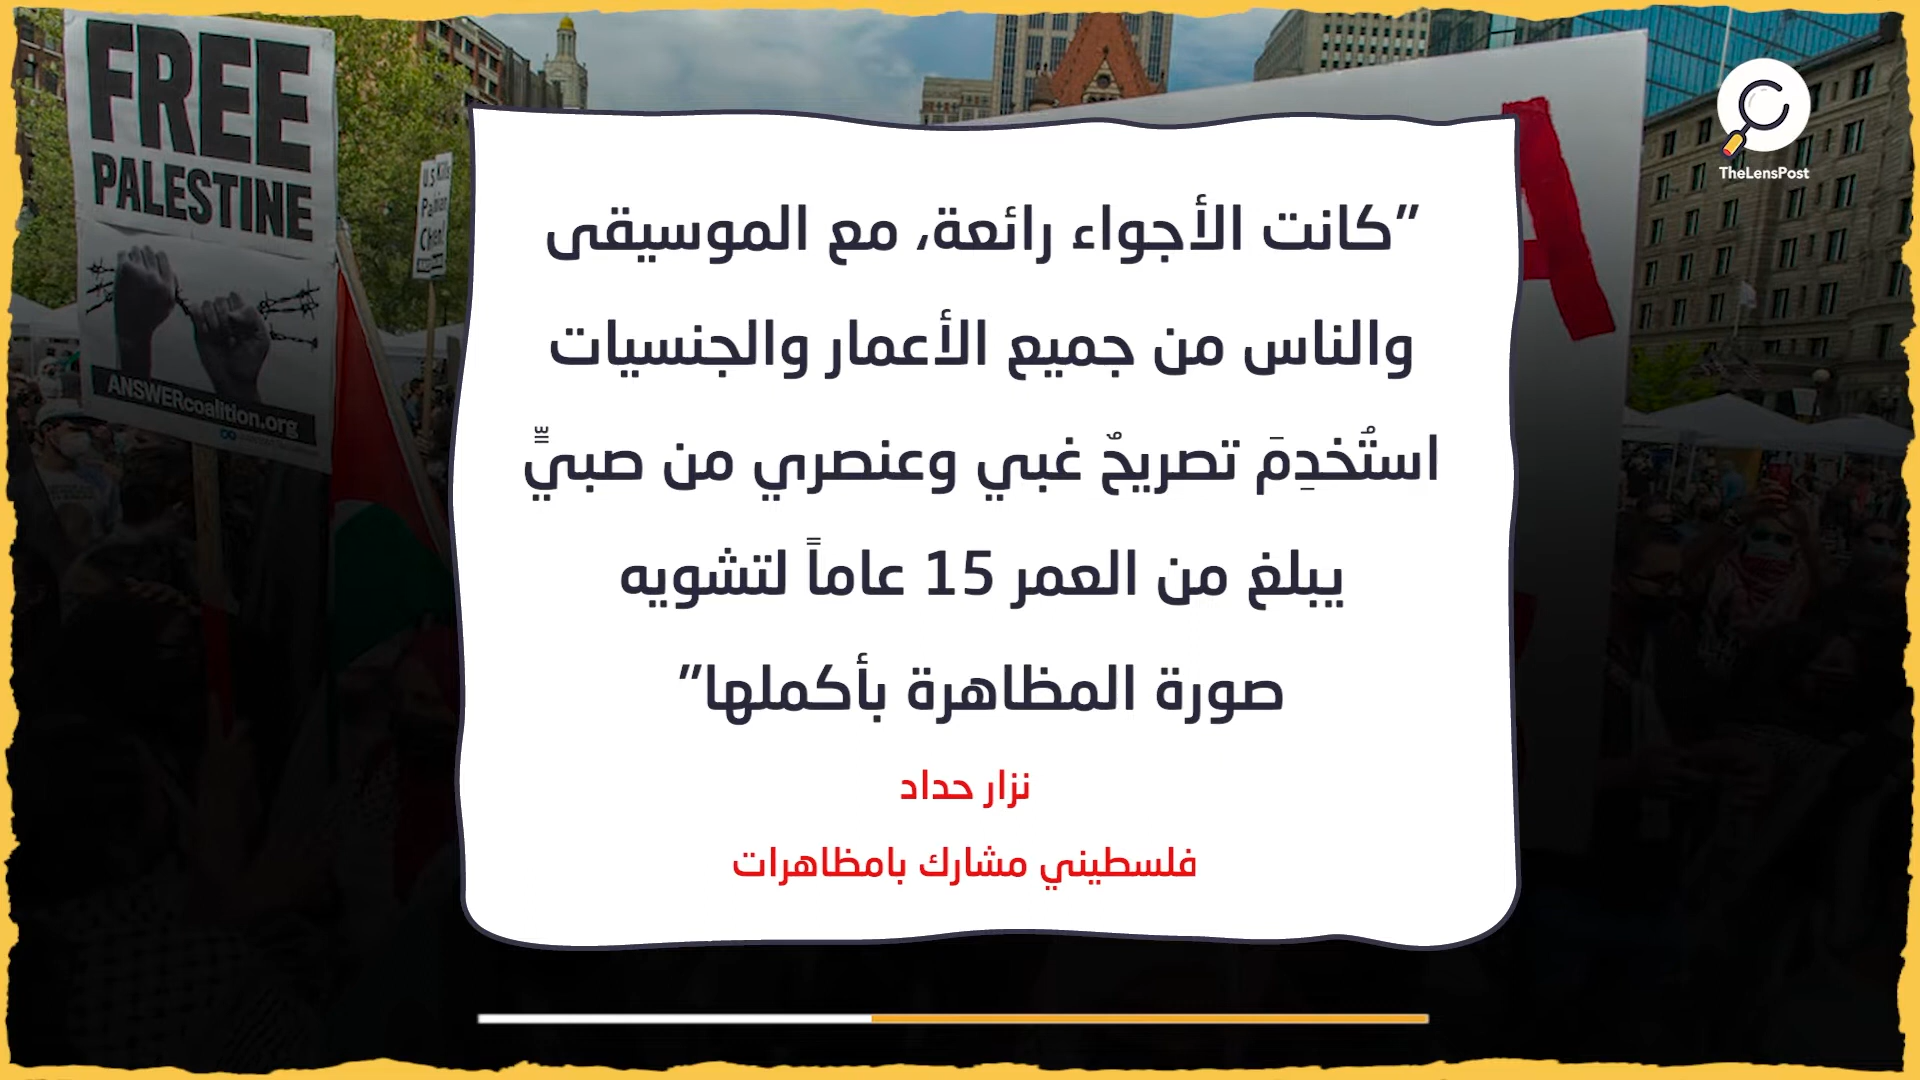 FREE
PALESTINE
ANSWERcoalition.org
TheLensPost
”كانت الأجواء رائعة، مع الموسيقى
والناس من جميع الأعمار والجنسيات
استُخدِمَ تصريحٌ غبي وعنصري من صبيٍّ
يبلغ من العمر 15 عاماً لتشويه
صورة المظاهرة بأكملها”
نزار حداد
فلسطيني مشارك بامظاهرات